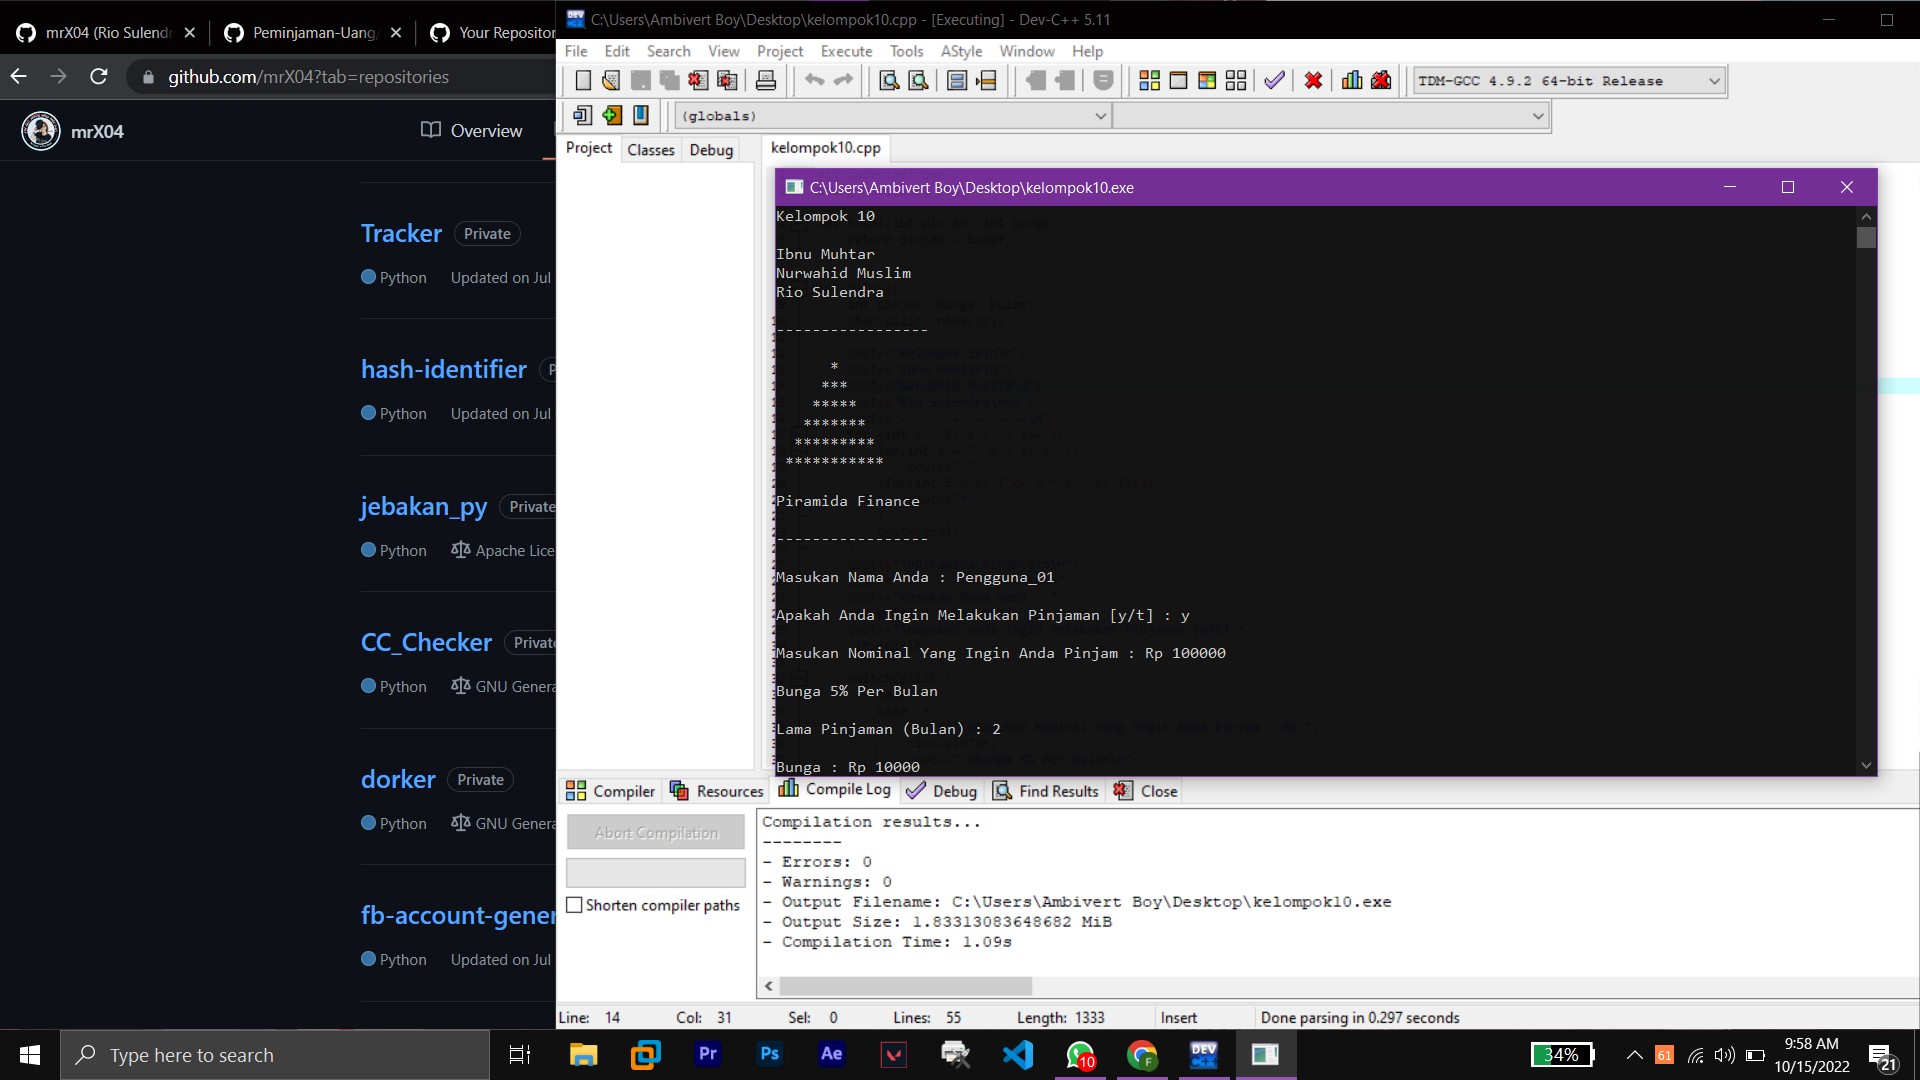 mrX04 (Rio Sulendr
Peminjaman-Uang
Your Repositor
github.com/mrX04?tab=repositories
mrX04
Overview
Tracker
Private
Python
Updated on Jul
hash-identifier
P
Python
Updated on Jul
jebakan_py
Private
Python
Apache Lice
CC_Checker
Private
Python
GNU Genera
dorker
Private
Python
GNU Genera
fb-account-gener
Python
Updated on Jul
C:\Users\Ambivert Boy\Desktop\kelompok10.cpp - [Executing] - Dev-C++ 5.11
File Edit Search View Project Execute Tools AStyle Window Help
TDM-GCC 4.9.2 64-bit Release
(globals)
Project Classes Debug
kelompok10.cpp
C:\Users\Ambivert Boy\Desktop\kelompok10.exe
Kelompok 10
Ibnu Muhtar
Nurwahid Muslim
Rio Sulendra
-----------------
*
***
*****
*******
*********
***********
Piramida Finance
-----------------
Masukan Nama Anda : Pengguna_01
Apakah Anda Ingin Melakukan Pinjaman [y/t] : y
Masukan Nominal Yang Ingin Anda Pinjam : Rp 100000
Bunga 5% Per Bulan
Lama Pinjaman (Bulan) : 2
Bunga : Rp 10000
Compiler Resources Compile Log Debug Find Results Close
Abort Compilation
Shorten compiler paths
Compilation results...
--------
- Errors: 0
- Warnings: 0
- Output Filename: C:\Users\Ambivert Boy\Desktop\kelompok10.exe
- Output Size: 1.83313083648682 MiB
- Compilation Time: 1.09s
Line: 14 Col: 31 Sel: 0 Lines: 55 Length: 1333 Insert Done parsing in 0.297 seconds
Type here to search
Pr
Ps
Ae
10
F
DEV
34%
61
9:58 AM
10/15/2022
21